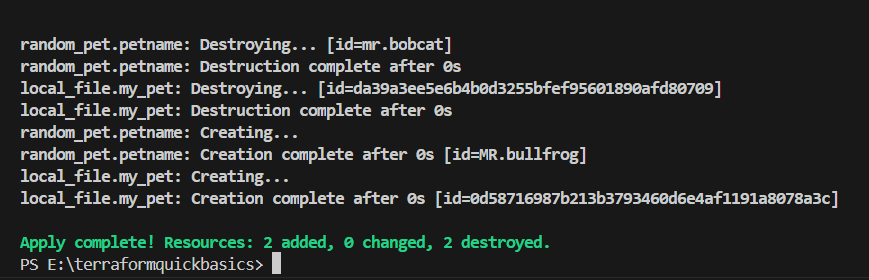 random_pet.petname: Destroying... [id=mr.bobcat]
random_pet.petname: Destruction complete after 0s
local_file.my_pet: Destroying... [id=da39a3ee5e6b4b0d3255bfef95601890afd80709]
local_file.my_pet: Destruction complete after 0s
random_pet.petname: Creating...
random_pet.petname: Creation complete after 0s [id=MR.bullfrog]
local_file.my_pet: Creating...
local_file.my_pet: Creation complete after 0s [id=0d58716987b213b3793460d6e4af1191a8078a3c]
Apply complete! Resources: 2 added, 0 changed, 2 destroyed.
PS E:\terraformquickbasics>